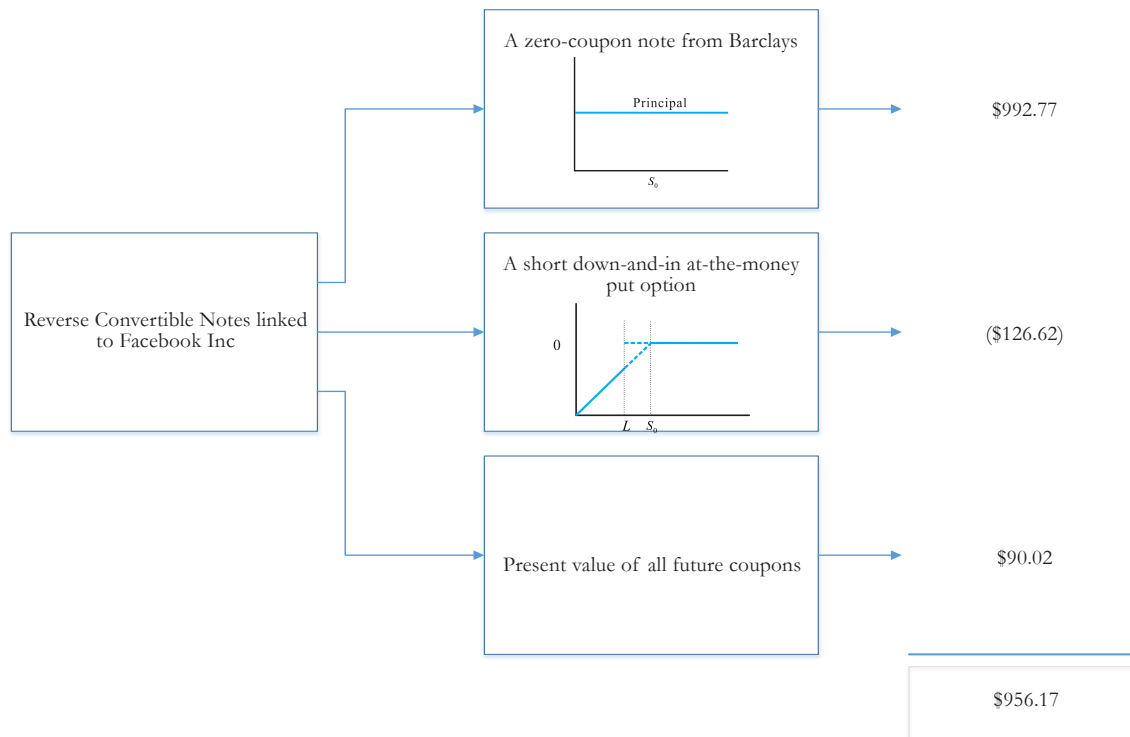 A zero-coupon note from Barclays
Principal
S₀
$992.77
Reverse Convertible Notes linked
to Facebook Inc
A short down-and-in at-the-money
put option
0
L S₀
($126.62)
Present value of all future coupons
$90.02
$956.17